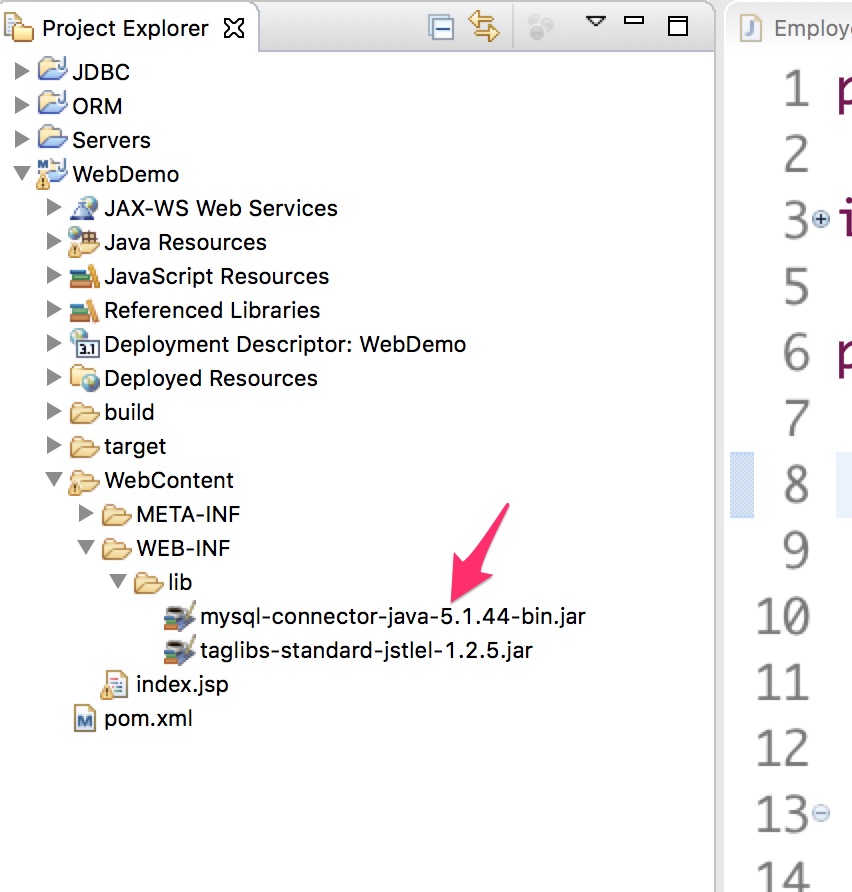 Project Explorer
JDBC
ORM
Servers
WebDemo
JAX-WS Web Services
Java Resources
JavaScript Resources
Referenced Libraries
3.1 Deployment Descriptor: WebDemo
Deployed Resources
build
target
WebContent
META-INF
WEB-INF
lib
mysql-connector-java-5.1.44-bin.jar
taglibs-standard-jstlel-1.2.5.jar
index.jsp
M pom.xml
J Employe
1 p
2
3 i
5
6 p
7
8
9
10
11
12
13
14